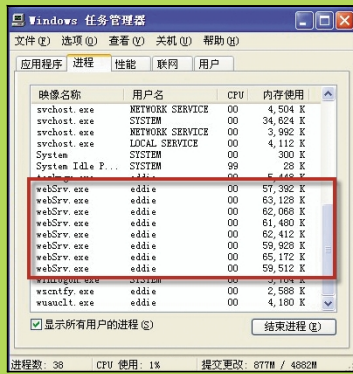 Windows 任务管理器
文件(F) 选项(O) 查看(V) 关机(U) 帮助(H)
应用程序 进程 性能 联网 用户
映像名称 用户名 CPU 内存使用
svchost.exe NETWORK SERVICE 00 4,504 K
svchost.exe SYSTEM 00 34,624 K
svchost.exe NETWORK SERVICE 00 3,992 K
svchost.exe LOCAL SERVICE 00 4,112 K
System SYSTEM 00 300 K
System Idle P... SYSTEM 99 28 K
eddie 00 5,448 K
webSrv.exe eddie 00 57,392 K
webSrv.exe eddie 00 63,128 K
webSrv.exe eddie 00 62,068 K
webSrv.exe eddie 00 61,480 K
webSrv.exe eddie 00 62,412 K
webSrv.exe eddie 00 59,928 K
webSrv.exe eddie 00 65,172 K
webSrv.exe eddie 00 59,512 K
winlogon.exe SYSTEM 00
wscntfy.exe eddie 00 2,588 K
wuauclt.exe eddie 00 4,180 K
显示所有用户的进程(S) 结束进程(E)
进程数: 38 CPU 使用: 1% 提交更改: 877M / 4882M